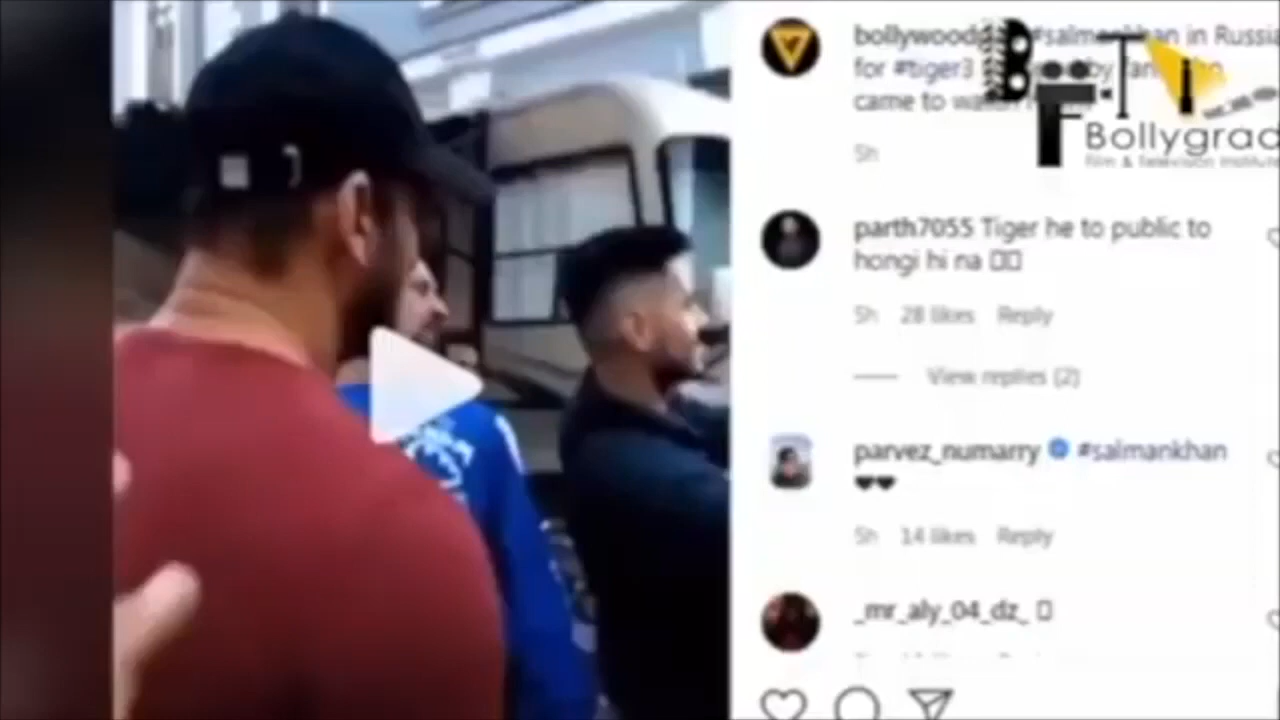 #salmankhan in Russia
for #tiger3
came to
5h
Bollygrad
Film & Television Institute
parth7055 Tiger he to public to
hongi hi na
5h 28 likes Reply
View replies (2)
parvez_numarry #salmankhan
5h 14 likes Reply
_mr_aly_04_dz_